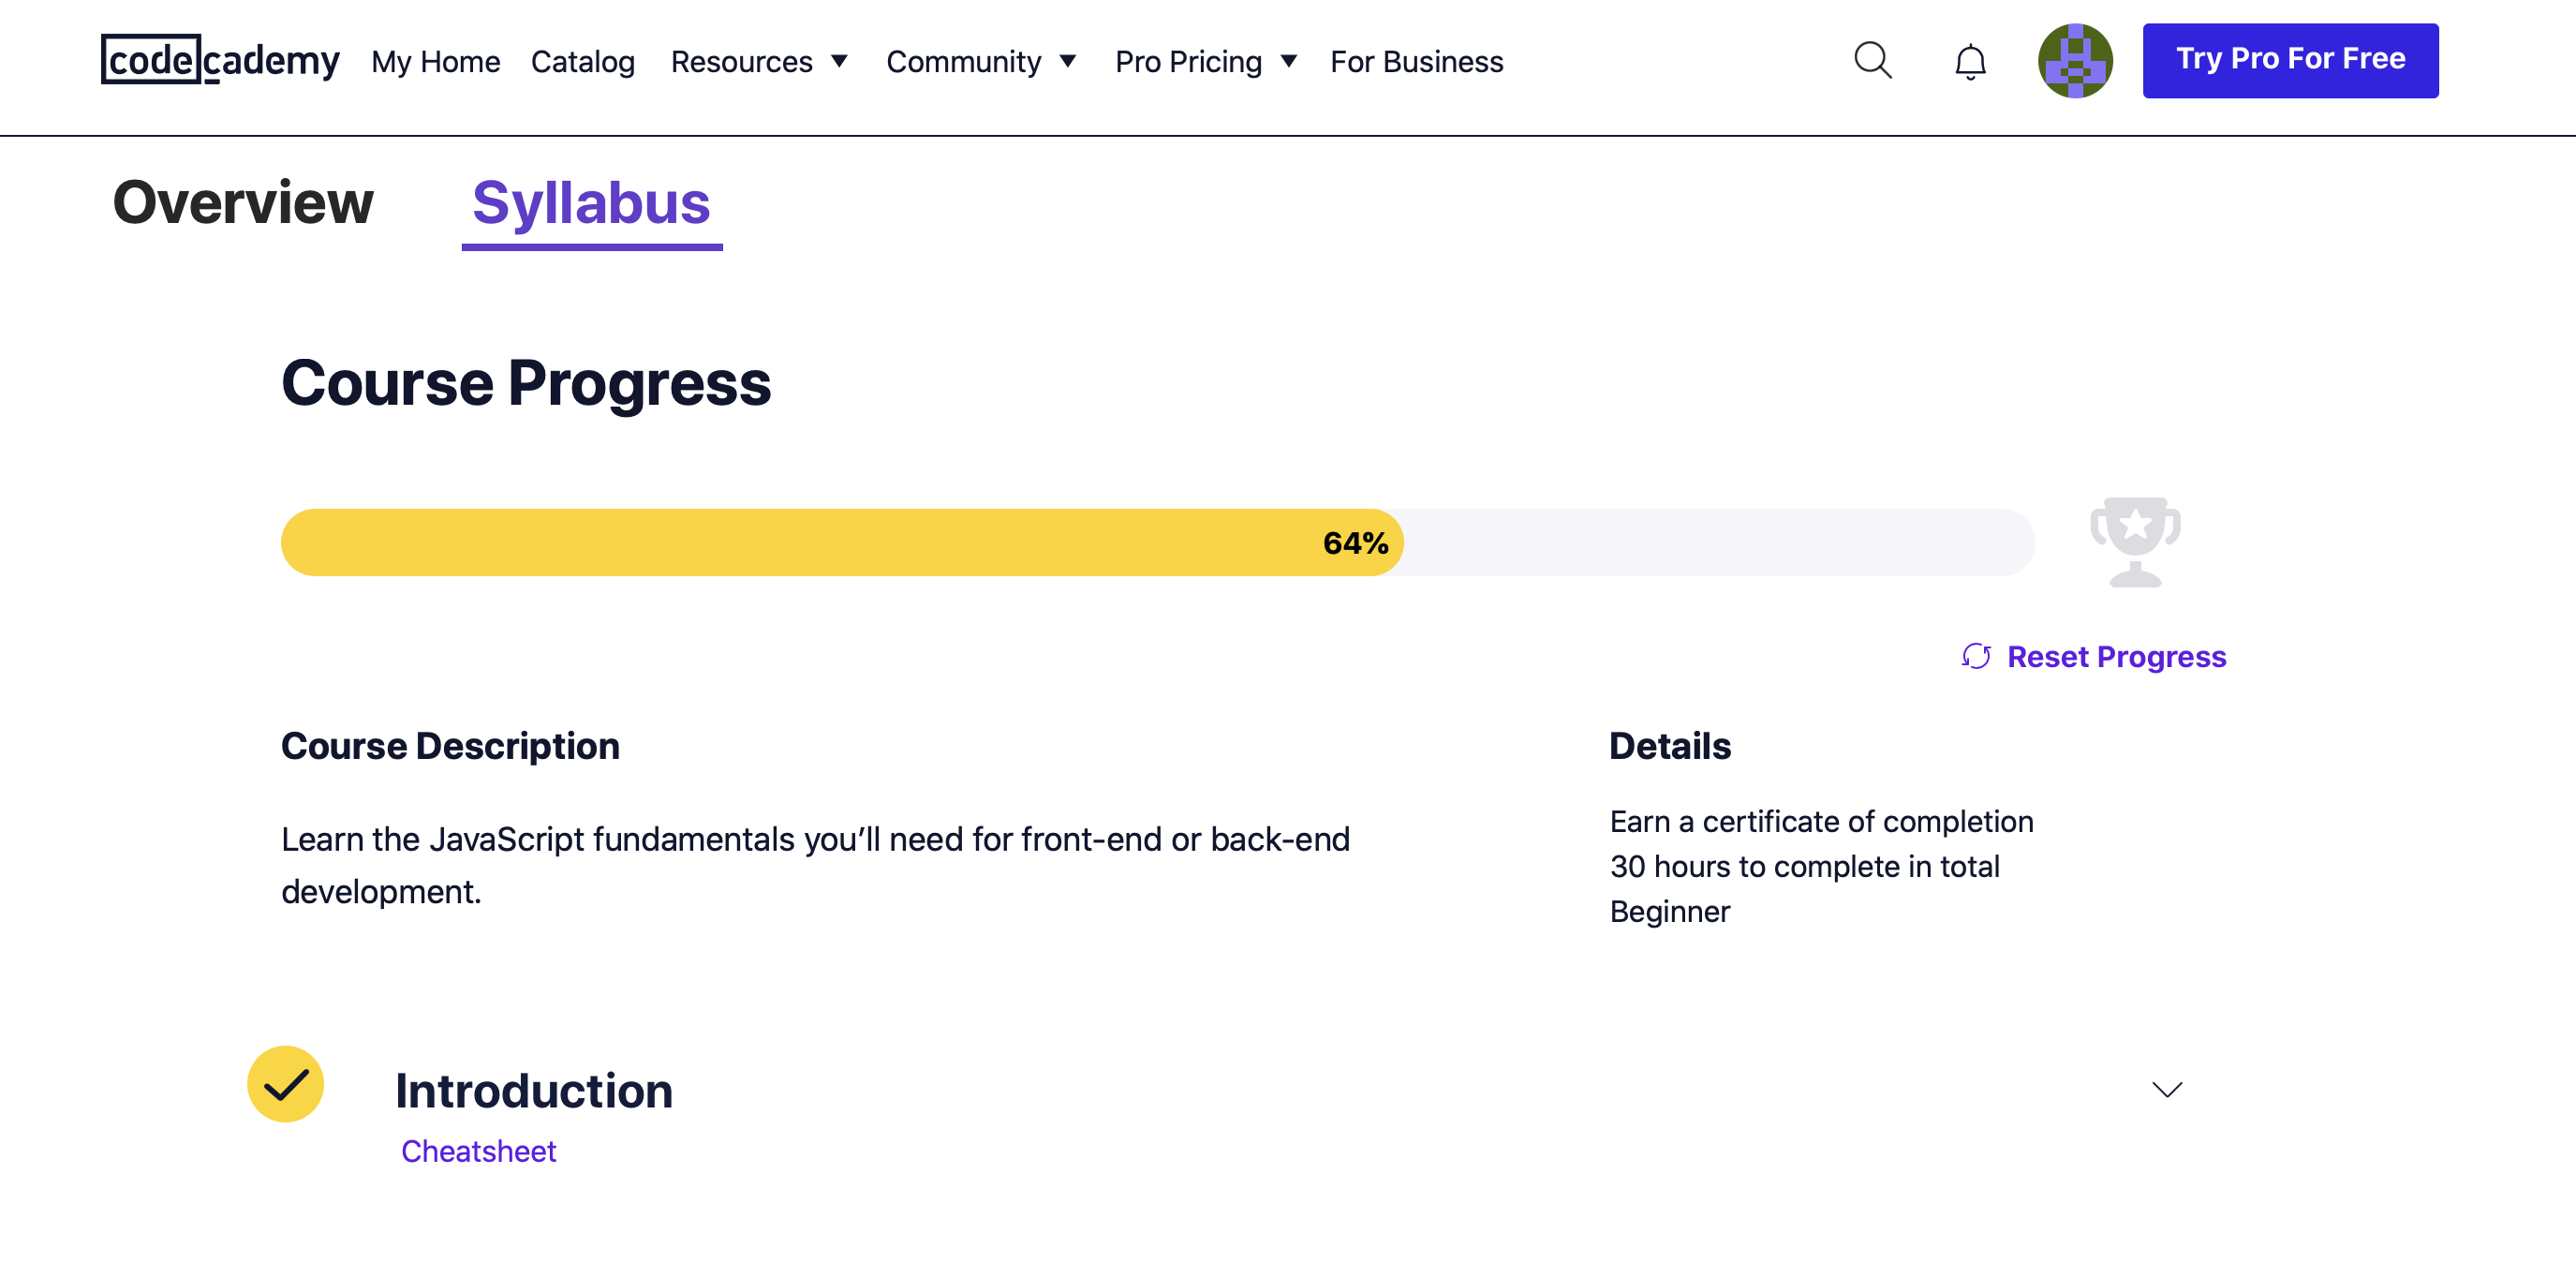 codecademy My Home Catalog Resources Community Pro Pricing For Business Try Pro For Free
Overview Syllabus
Course Progress
64%
Reset Progress
Course Description
Learn the JavaScript fundamentals you’ll need for front-end or back-end
development.
Details
Earn a certificate of completion
30 hours to complete in total
Beginner
Introduction
Cheatsheet